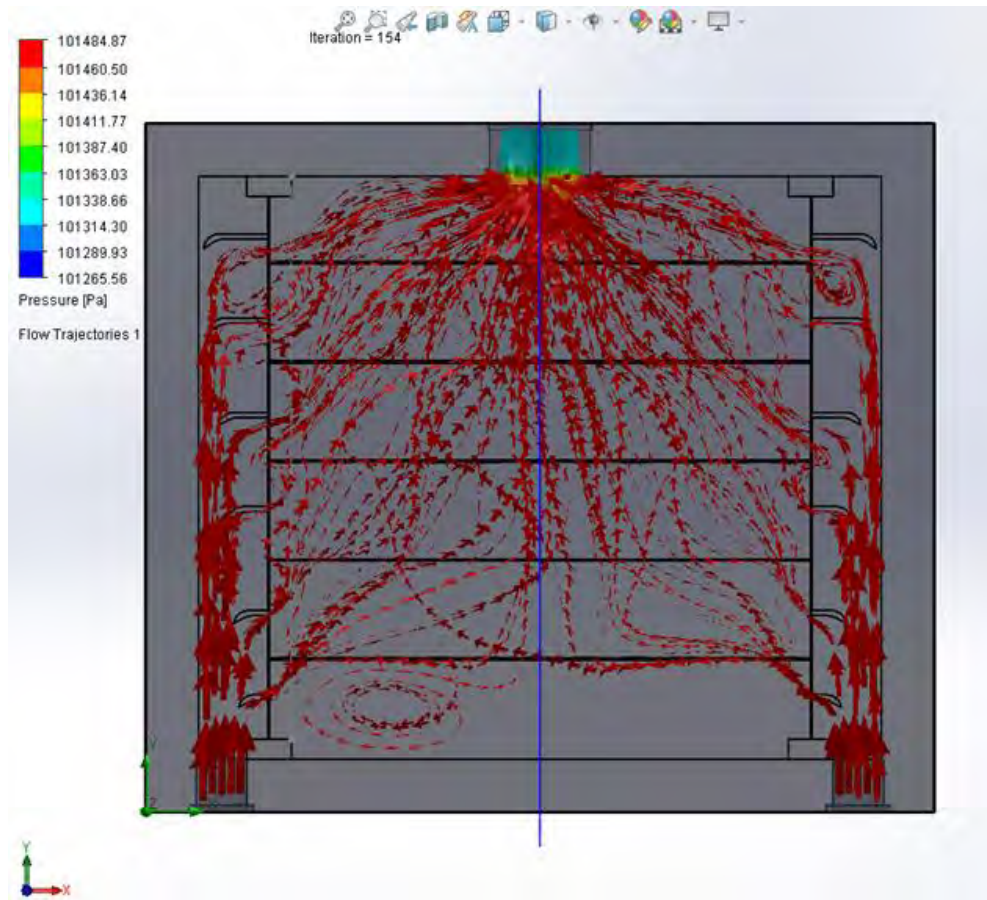 Iteration = 154
101484.87
101460.50
101436.14
101411.77
101387.40
101363.03
101338.66
101314.30
101289.93
101265.56
Pressure [Pa]
Flow Trajectories 1
Y
Z
Y
X